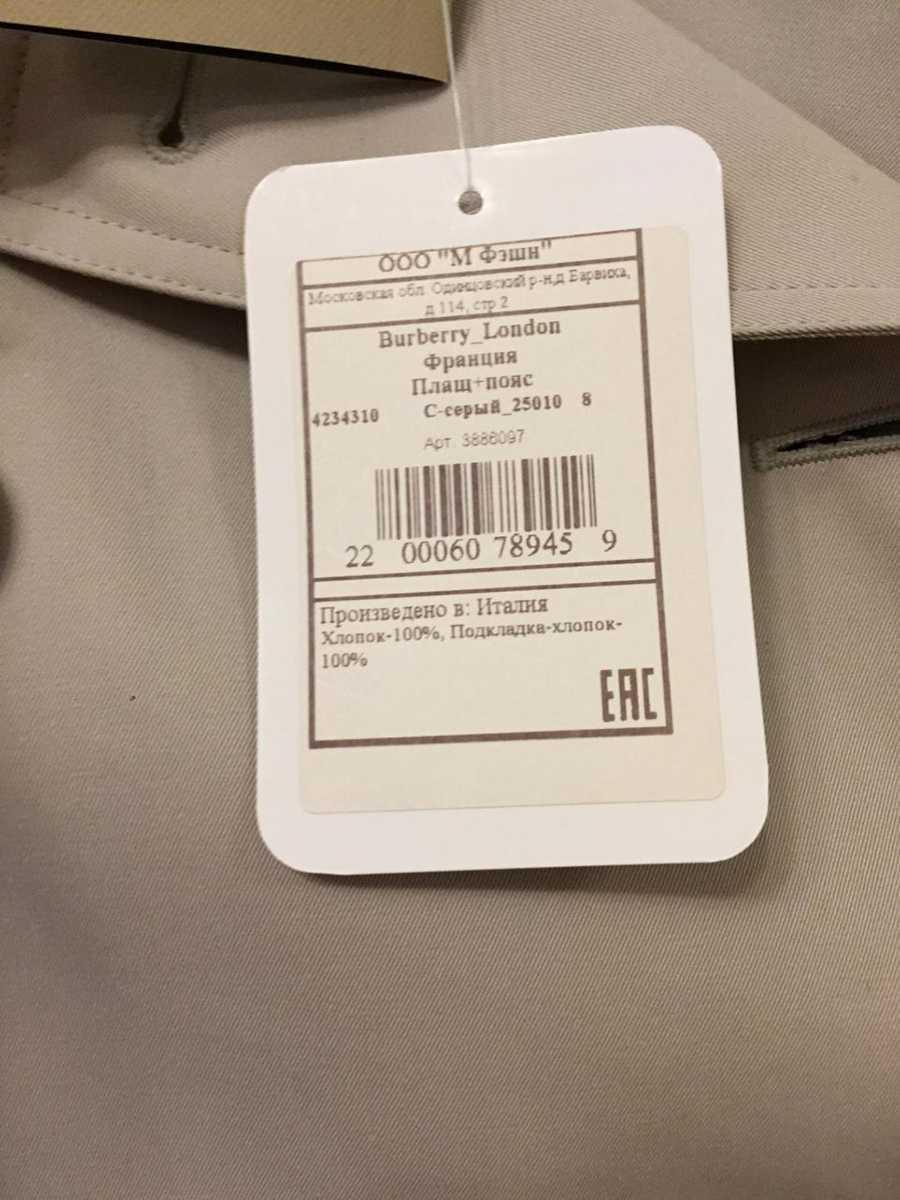 ООО "М Фэшн"
Московская обл. Одинцовский р-н,д Барвиха,
д 114, стр 2
Burberry_London
Франция
Плащ+пояс
4234310 С-серый_25010 8
Арт. 3886097
22 00060 78945 9
Произведено в: Италия
Хлопок-100%, Подкладка-хлопок-
100%
EAC